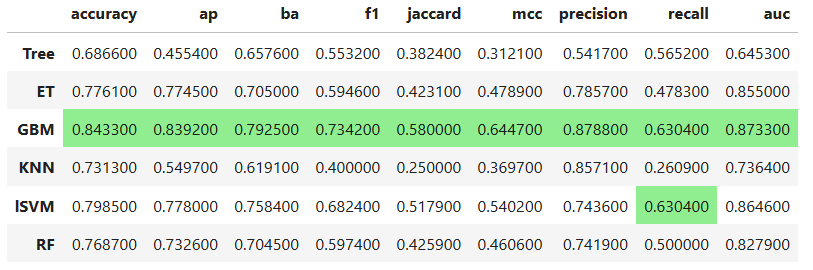 accuracy ap ba f1 jaccard mcc precision recall auc
Tree 0.686600 0.455400 0.657600 0.553200 0.382400 0.312100 0.541700 0.565200 0.645300
ET 0.776100 0.774500 0.705000 0.594600 0.423100 0.478900 0.785700 0.478300 0.855000
GBM 0.843300 0.839200 0.792500 0.734200 0.580000 0.644700 0.878800 0.630400 0.873300
KNN 0.731300 0.549700 0.619100 0.400000 0.250000 0.369700 0.857100 0.260900 0.736400
lSVM 0.798500 0.778000 0.758400 0.682400 0.517900 0.540200 0.743600 0.630400 0.864600
RF 0.768700 0.732600 0.704500 0.597400 0.425900 0.460600 0.741900 0.500000 0.827900